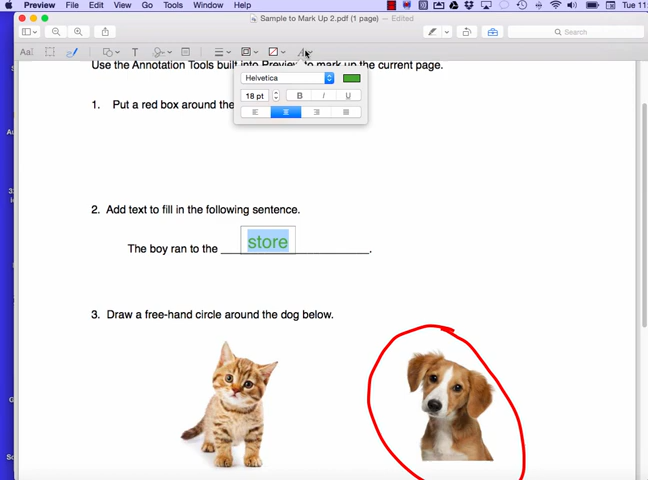 Preview File Edit View Go Tools Window Help Tue 11:
Sample to Mark Up 2.pdf (1 page) — Edited
Search
Use the Annotation Tools built into Preview to mark up the current page.
Helvetica
18 pt B I U
1. Put a red box around the
2. Add text to fill in the following sentence.
The boy ran to the store.
3. Draw a free-hand circle around the dog below.